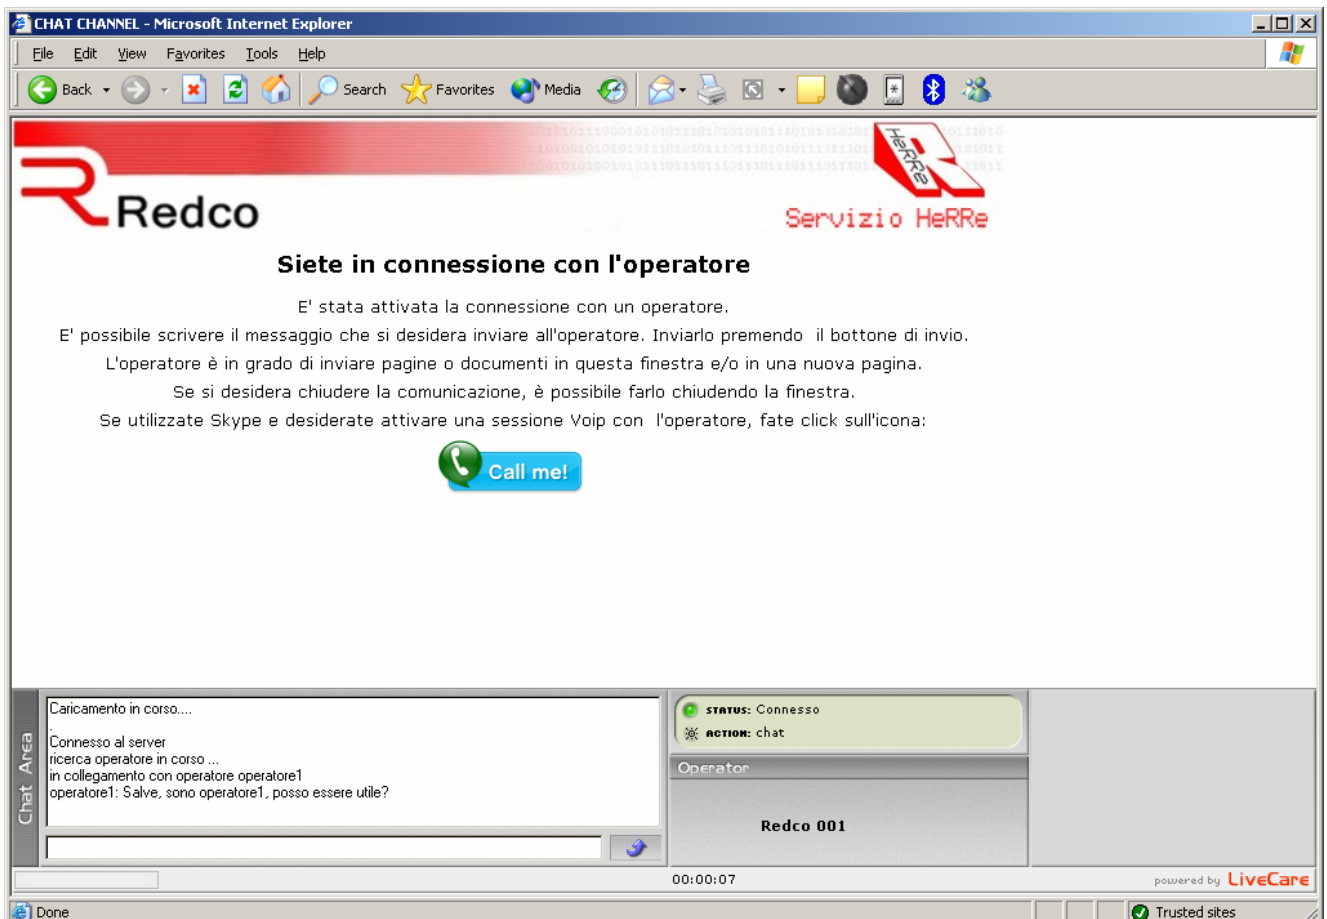 CHAT CHANNEL - Microsoft Internet Explorer
File Edit View Favorites Tools Help
Back Search Favorites Media
HeRRe
Redco
Servizio HeRRe
Siete in connessione con l'operatore
E' stata attivata la connessione con un operatore.
E' possibile scrivere il messaggio che si desidera inviare all'operatore. Inviarlo premendo il bottone di invio.
L'operatore è in grado di inviare pagine o documenti in questa finestra e/o in una nuova pagina.
Se si desidera chiudere la comunicazione, è possibile farlo chiudendo la finestra.
Se utilizzate Skype e desiderate attivare una sessione Voip con l'operatore, fate click sull'icona:
Call me!
Chat Area
Caricamento in corso....
.
Connesso al server
ricerca operatore in corso ...
in collegamento con operatore operatore1
operatore1: Salve, sono operatore1, posso essere utile?
STATUS: Connesso
ACTION: chat
Operator
Redco 001
00:00:07
powered by LiveCare
Done
Trusted sites